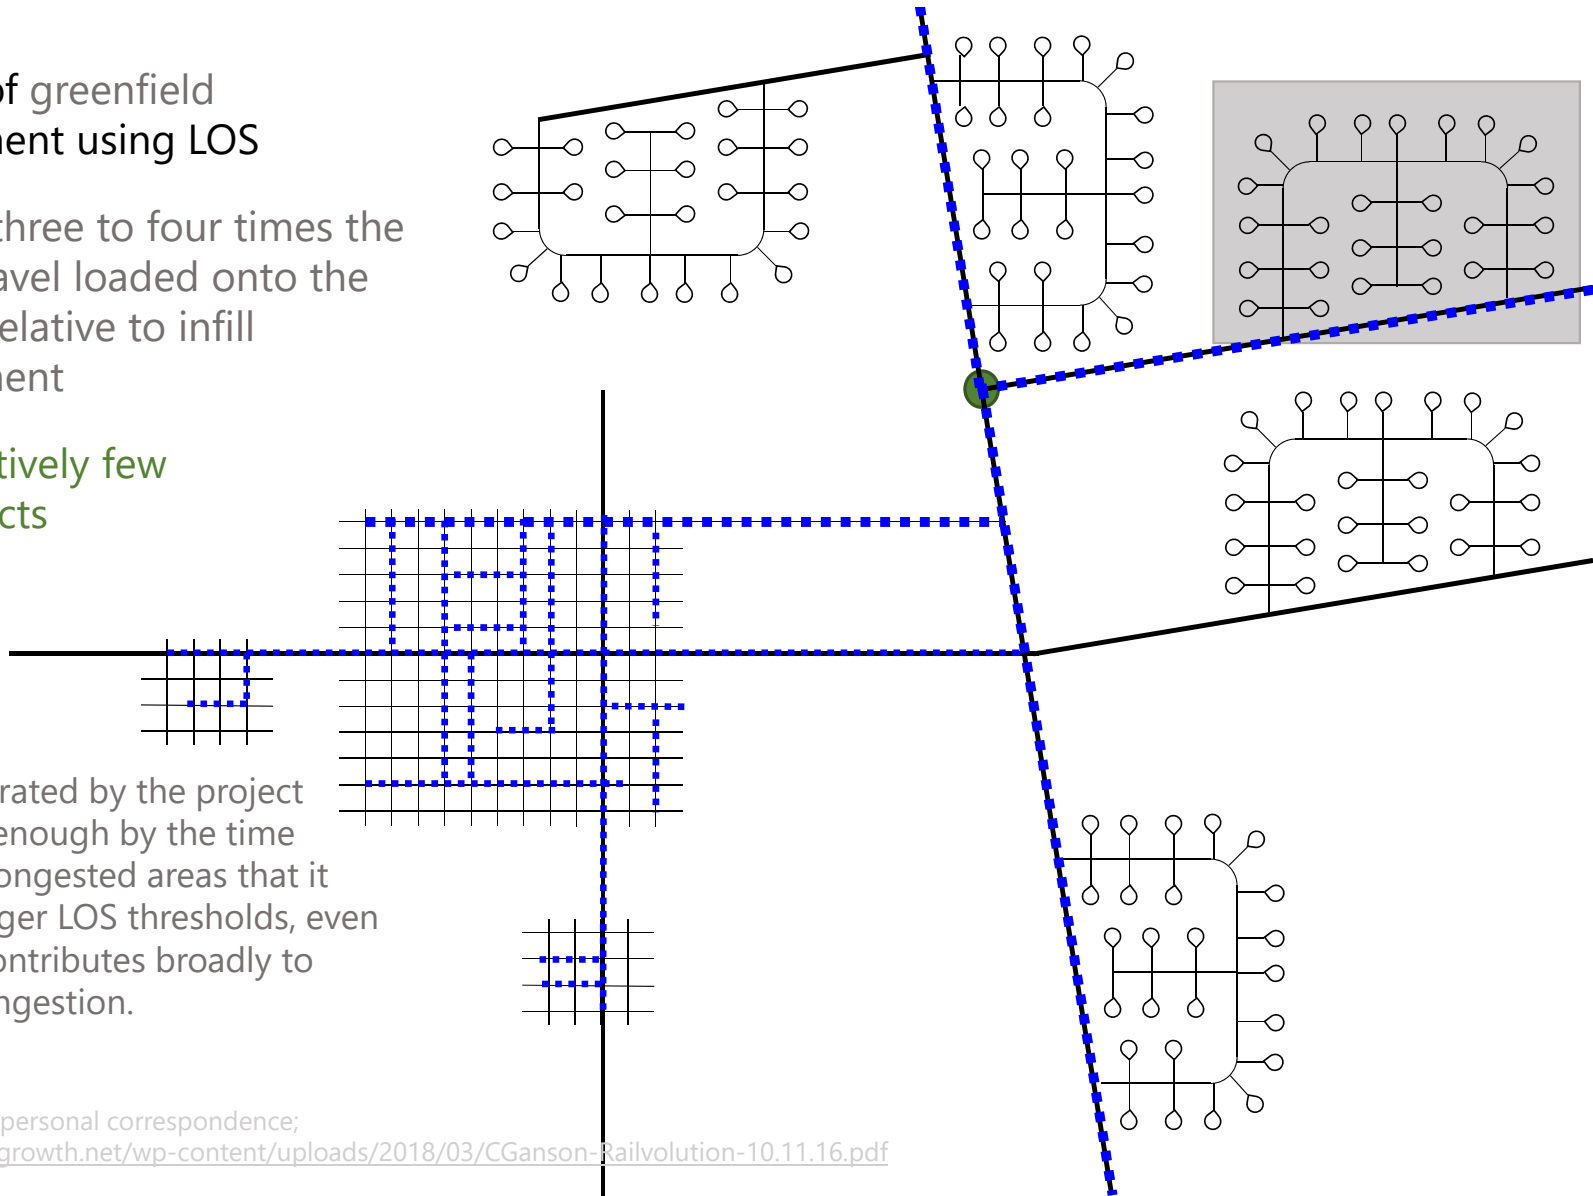 of greenfield
ment using LOS
three to four times the
avel loaded onto the
elative to infill
ment
tively few
cts
rated by the project
enough by the time
ongested areas that it
ger LOS thresholds, even
ontributes broadly to
ngestion.
personal correspondence;
growth.net/wp-content/uploads/2018/03/CGanson-Railvolution-10.11.16.pdf